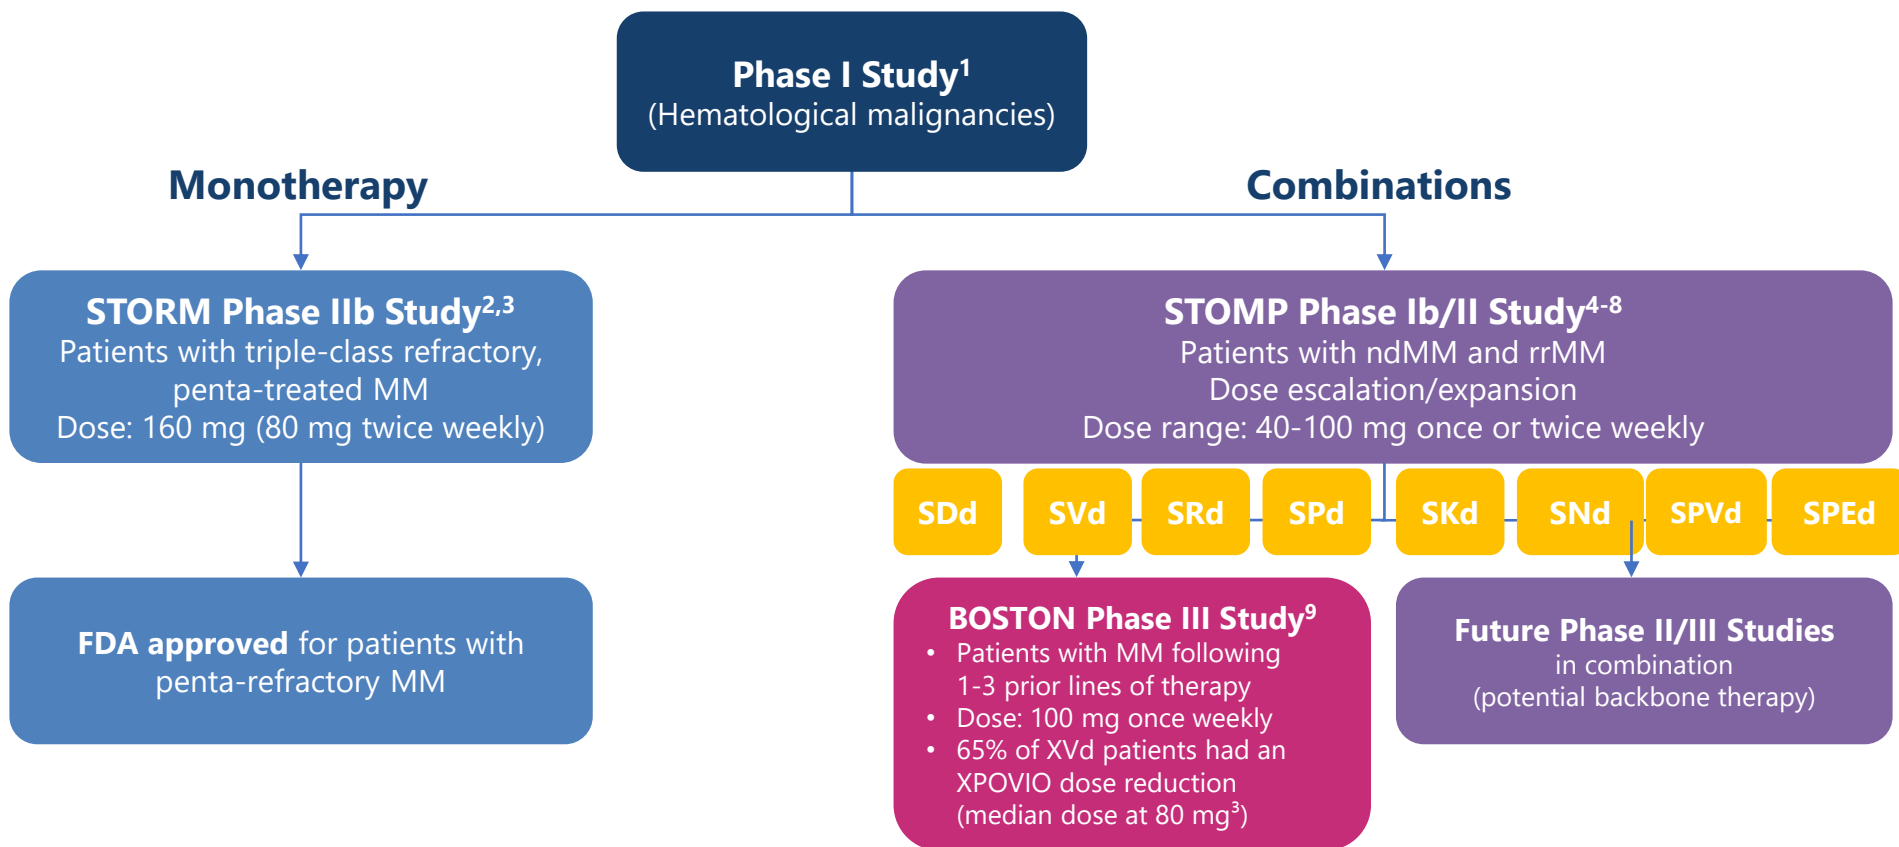 Phase I Study¹
(Hematological malignancies)
Monotherapy
Combinations
STORM Phase IIb Study²,³
Patients with triple-class refractory,
penta-treated MM
Dose: 160 mg (80 mg twice weekly)
STOMP Phase Ib/II Study⁴⁻⁸
Patients with ndMM and rrMM
Dose escalation/expansion
Dose range: 40-100 mg once or twice weekly
SDd
SVd
SRd
SPd
SKd
SNd
SPVd
SPEd
FDA approved for patients with
penta-refractory MM
BOSTON Phase III Study⁹
• Patients with MM following
1-3 prior lines of therapy
• Dose: 100 mg once weekly
• 65% of XVd patients had an
XPOVIO dose reduction
(median dose at 80 mg³)
Future Phase II/III Studies
in combination
(potential backbone therapy)